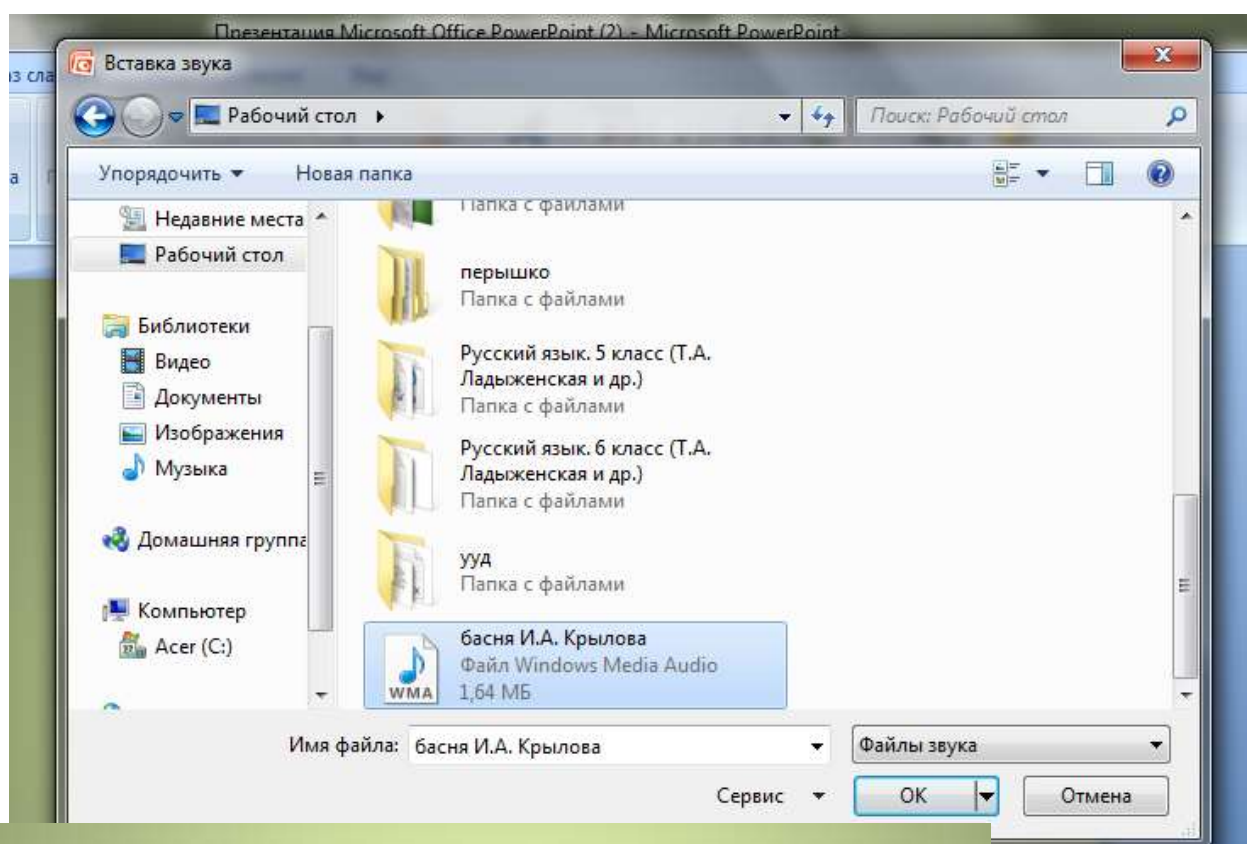 Презентация Microsoft Office PowerPoint (2) - Microsoft PowerPoint
Вставка звука
Рабочий стол
Поиск: Рабочий стол
Упорядочить
Новая папка
Недавние места
Рабочий стол
Библиотеки
Видео
Документы
Изображения
Музыка
Домашняя группа
Компьютер
Acer (C:)
Папка с файлами
перышко
Папка с файлами
Русский язык. 5 класс (Т.А.
Ладыженская и др.)
Папка с файлами
Русский язык. 6 класс (Т.А.
Ладыженская и др.)
Папка с файлами
ууд
Папка с файлами
басня И.А. Крылова
Файл Windows Media Audio
1,64 МБ
WMA
Имя файла: басня И.А. Крылова
Файлы звука
Сервис
ОК
Отмена